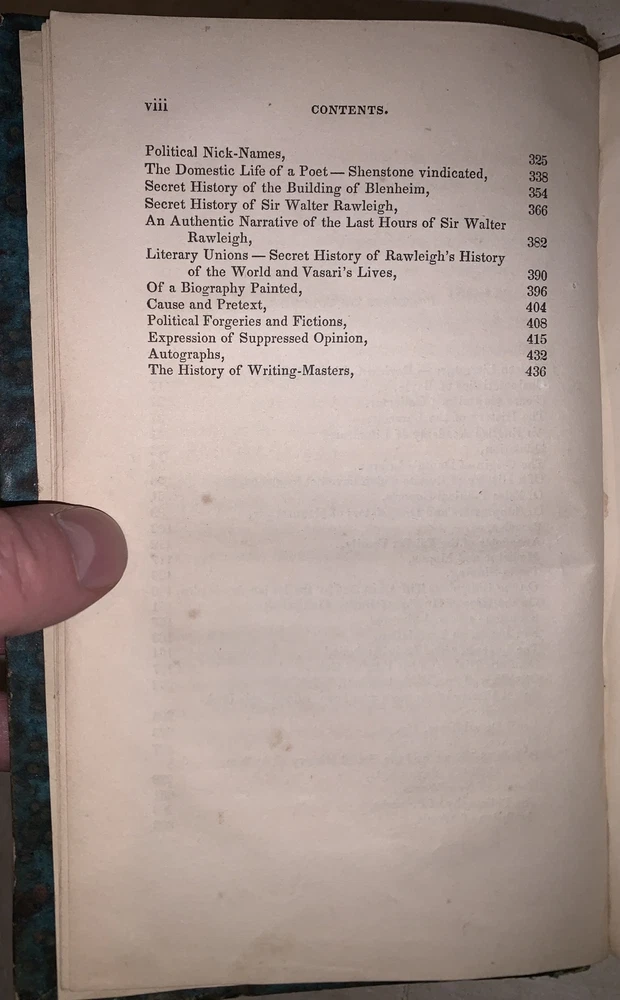 viii CONTENTS.
Political Nick-Names, 325
The Domestic Life of a Poet — Shenstone vindicated, 338
Secret History of the Building of Blenheim, 354
Secret History of Sir Walter Rawleigh, 366
An Authentic Narrative of the Last Hours of Sir Walter
Rawleigh, 382
Literary Unions — Secret History of Rawleigh's History
of the World and Vasari's Lives, 390
Of a Biography Painted, 396
Cause and Pretext, 404
Political Forgeries and Fictions, 408
Expression of Suppressed Opinion, 415
Autographs, 432
The History of Writing-Masters, 436